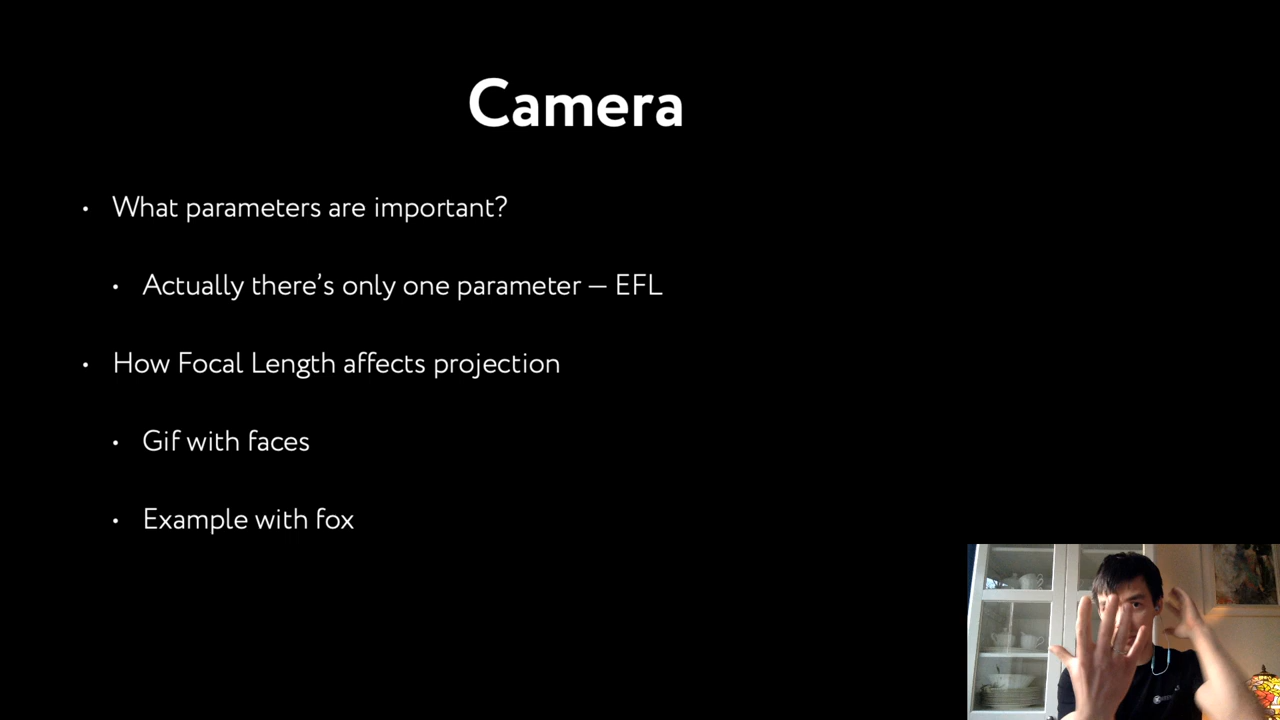 Camera
• What parameters are important?
• Actually there’s only one parameter — EFL
• How Focal Length affects projection
• Gif with faces
• Example with fox